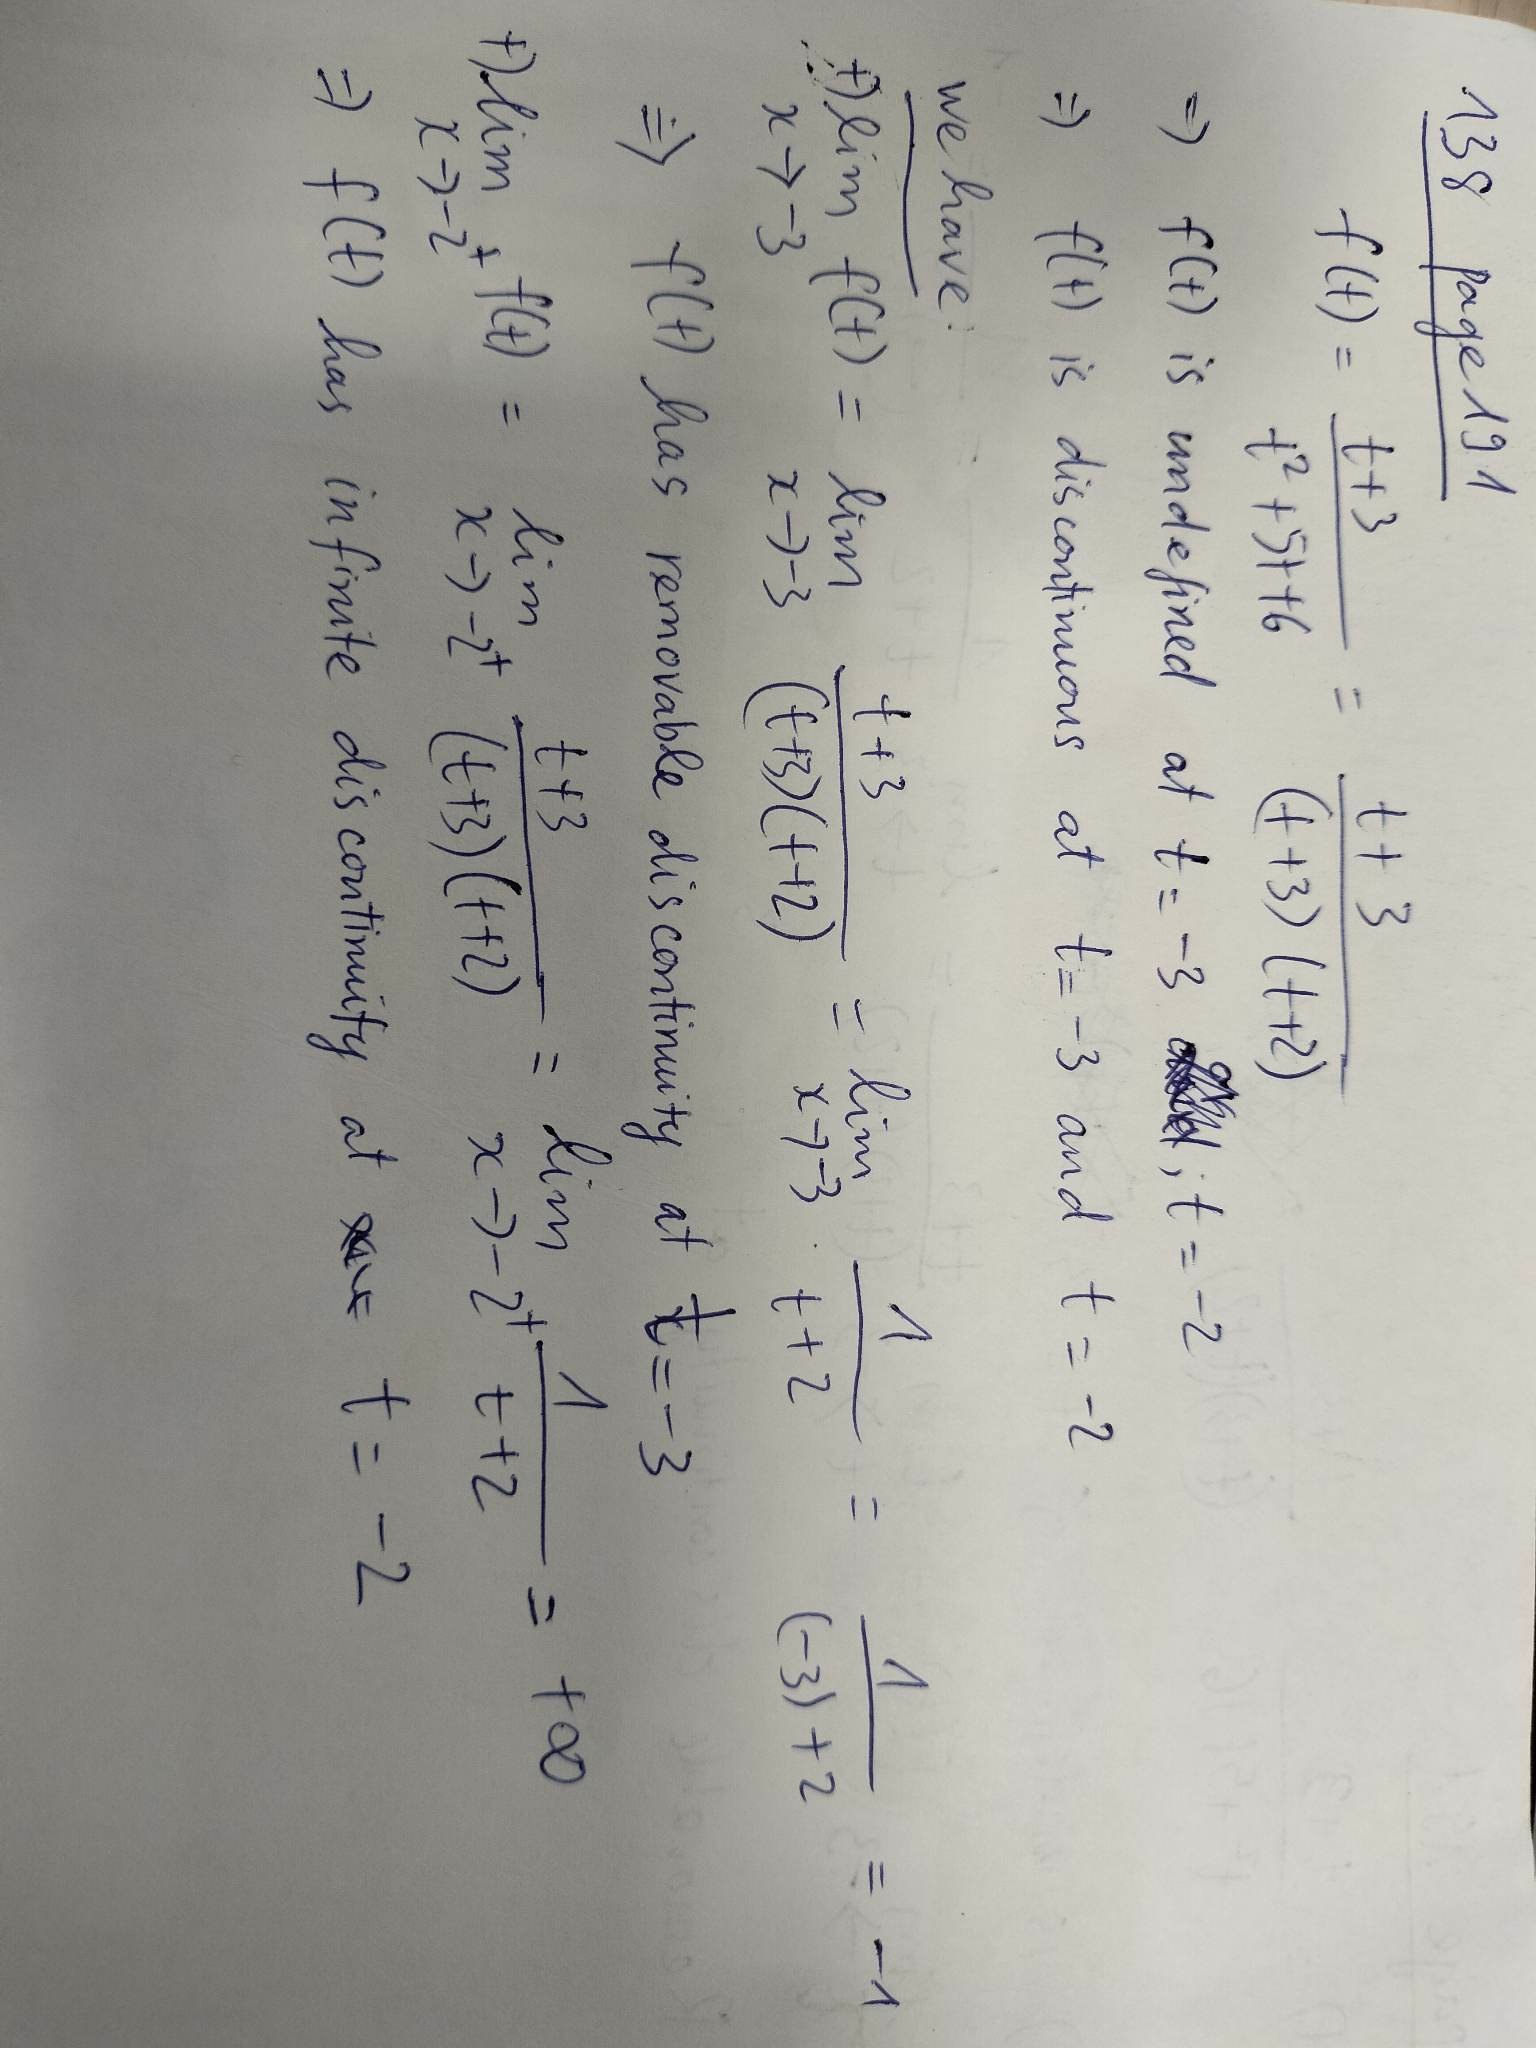 138 page 191
f(t) = t+3 / t²+5t+6 = t+3 / (t+3)(t+2)
=> f(t) is undefined at t = -3 ; t = -2
=> f(t) is discontinuous at t = -3 and t = -2
we have:
+) lim x->-3 f(t) = lim x->-3 t+3 / (t+3)(t+2) = lim x->-3 1 / t+2 = 1 / (-3)+2 = -1
=> f(t) has removable discontinuity at t = -3
+) lim x->-2⁺ f(t) = lim x->-2⁺ t+3 / (t+3)(t+2) = lim x->-2⁺ 1 / t+2 = +∞
=> f(t) has infinite discontinuity at t = -2